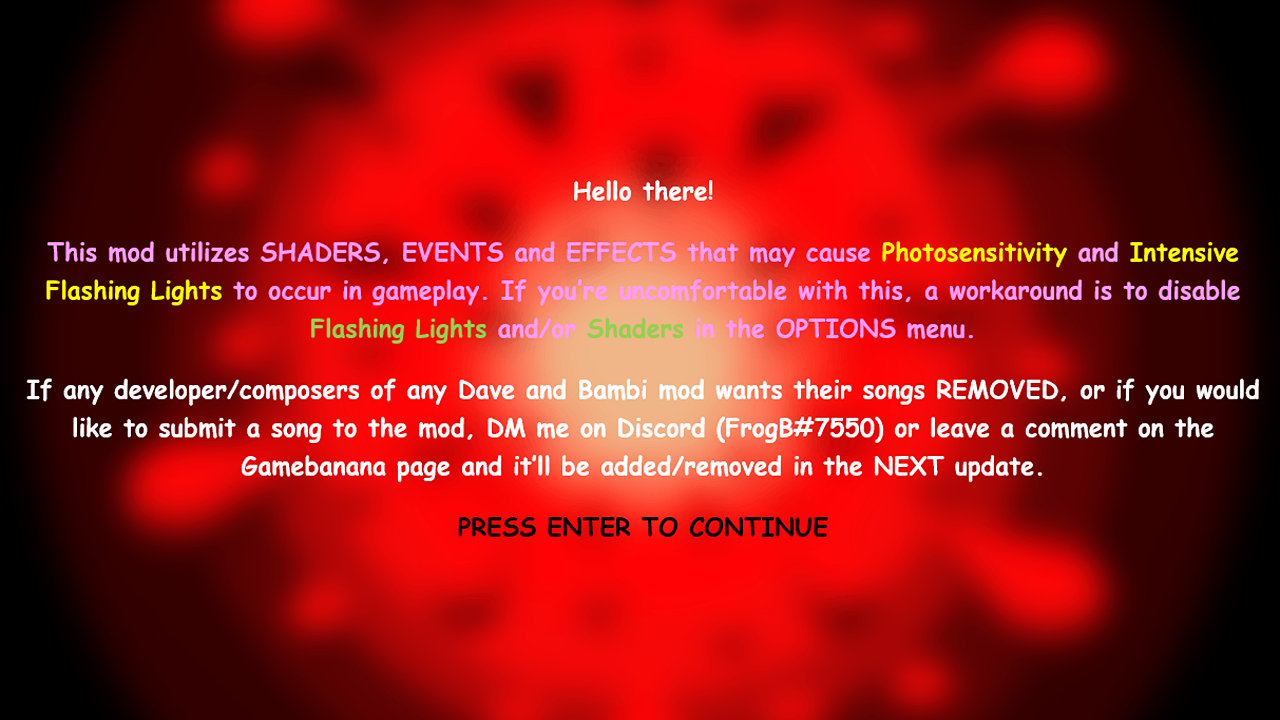 Hello there!
This mod utilizes SHADERS, EVENTS and EFFECTS that may cause Photosensitivity and Intensive
Flashing Lights to occur in gameplay. If you're uncomfortable with this, a workaround is to disable
Flashing Lights and/or Shaders in the OPTIONS menu.
If any developer/composers of any Dave and Bambi mod wants their songs REMOVED, or if you would
like to submit a song to the mod, DM me on Discord (FrogB#7550) or leave a comment on the
Gamebanana page and it'll be added/removed in the NEXT update.
PRESS ENTER TO CONTINUE